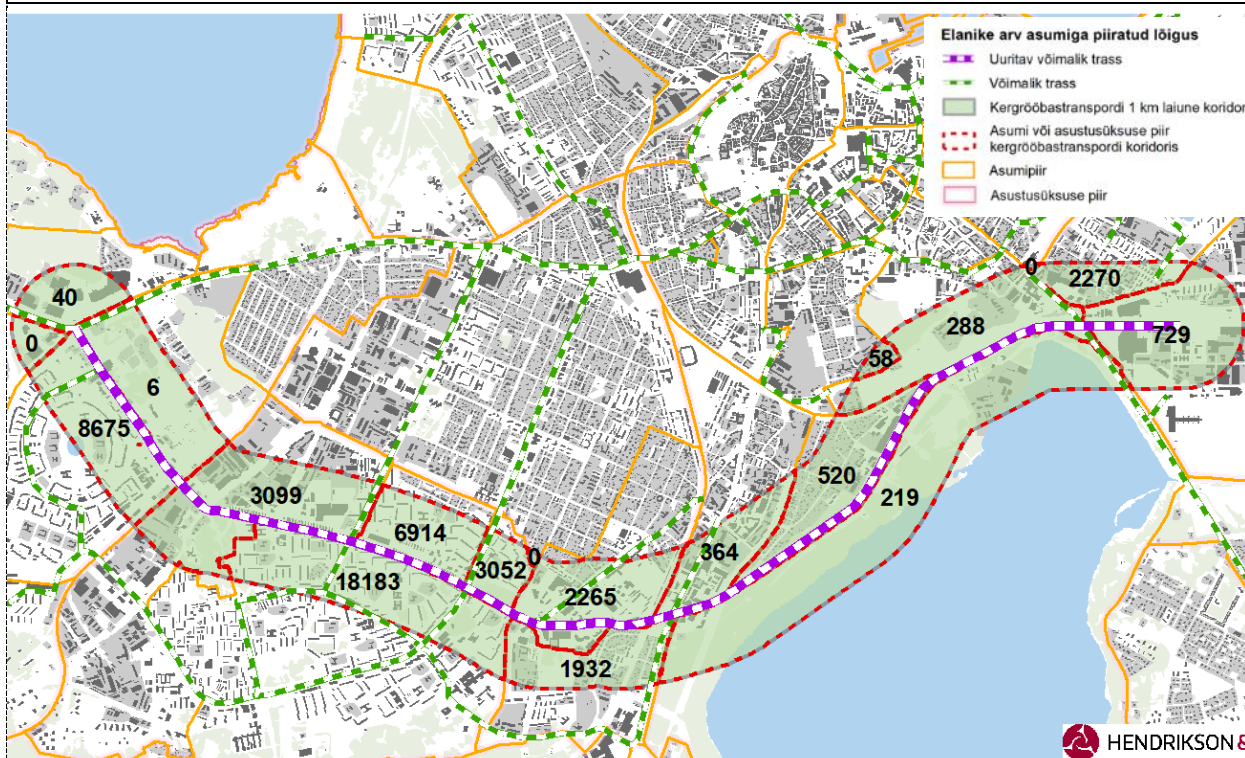 Elanike arv asumiga piiratud lõigus
Uuritav võimalik trass
Võimalik trass
Kergrööbastranspordi 1 km laiune koridor
Asumi või asustusüksuse piir
kergrööbastranspordi koridoris
Asumipiir
Asustusüksuse piir
0
2270
40
288
729
0
58
6
8675
520
3099
219
6914
364
0
3052
18183
2265
1932
HENDRIKSON &